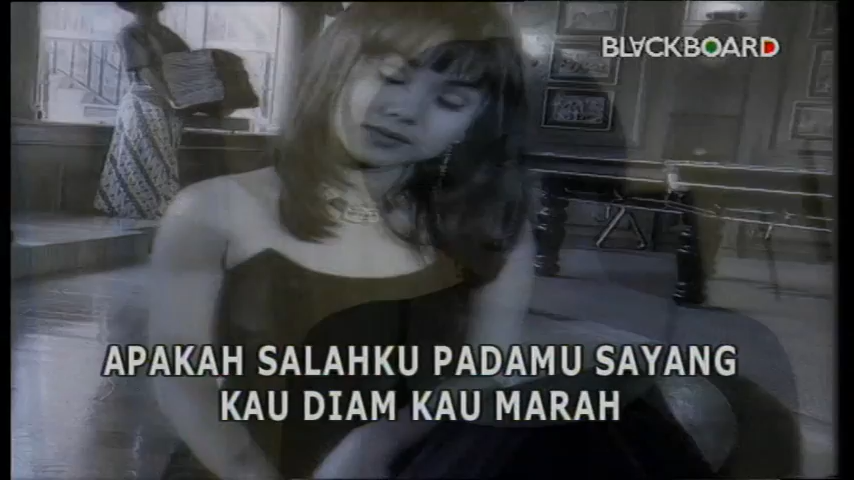 BLACKBOARD
APAKAH SALAHKU PADAMU SAYANG
KAU DIAM KAU MARAH